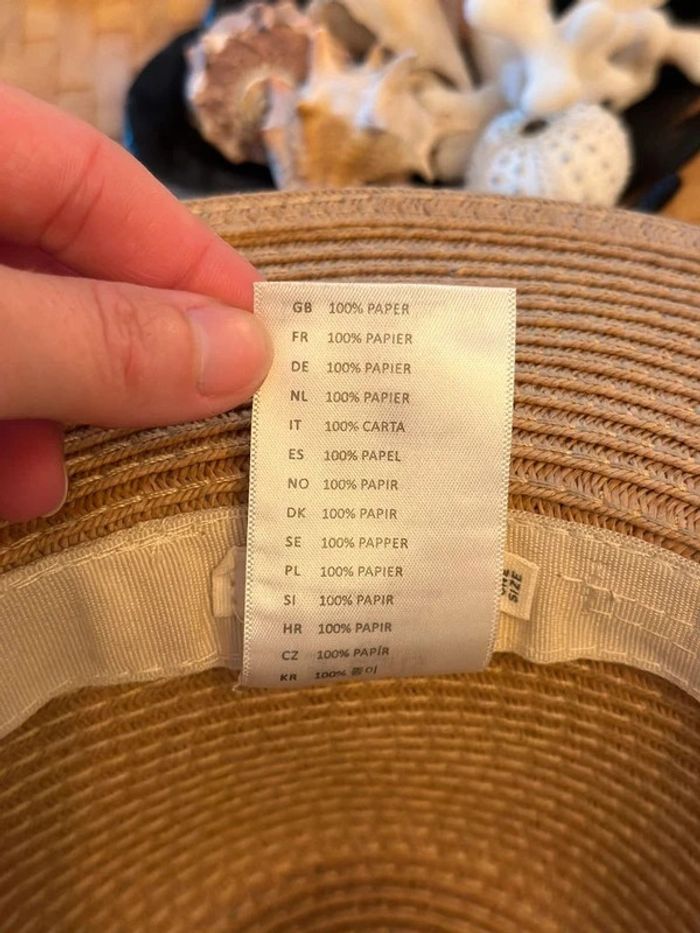 GB 100% PAPER
FR 100% PAPIER
DE 100% PAPIER
NL 100% PAPIER
IT 100% CARTA
ES 100% PAPEL
NO 100% PAPIR
DK 100% PAPIR
SE 100% PAPPER
PL 100% PAPIER
SI 100% PAPIR
HR 100% PAPIR
CZ 100% PAPÍR
KR 100% 종이
SIZE